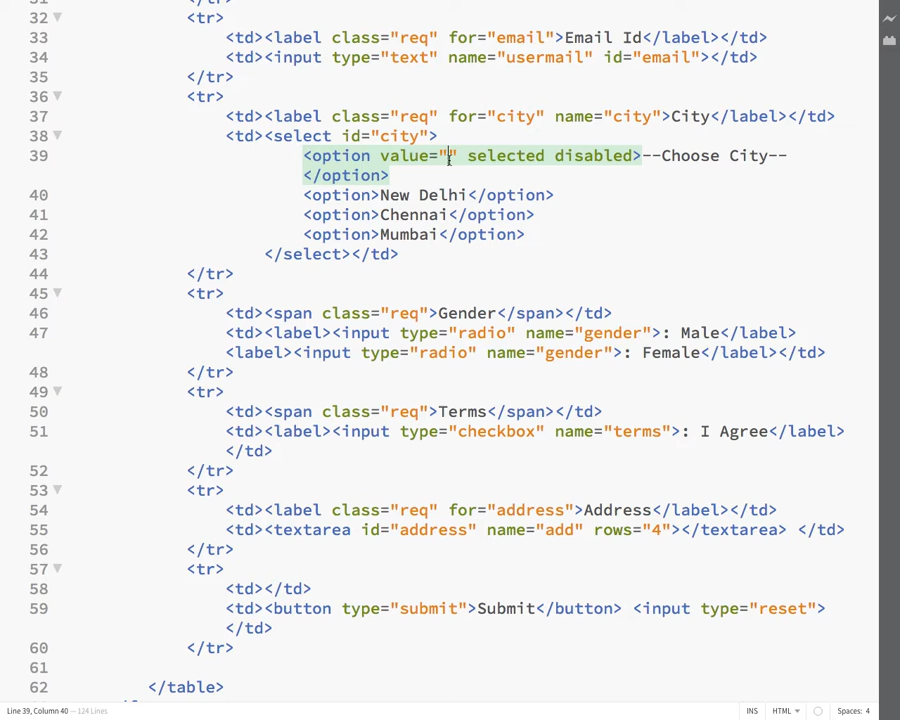 31 </tr>
32 <tr>
33 <td><label class="req" for="email">Email Id</label></td>
34 <td><input type="text" name="usermail" id="email"></td>
35 </tr>
36 <tr>
37 <td><label class="req" for="city" name="city">City</label></td>
38 <td><select id="city">
39 <option value="" selected disabled>--Choose City--
</option>
40 <option>New Delhi</option>
41 <option>Chennai</option>
42 <option>Mumbai</option>
43 </select></td>
44 </tr>
45 <tr>
46 <td><span class="req">Gender</span></td>
47 <td><label><input type="radio" name="gender">: Male</label>
<label><input type="radio" name="gender">: Female</label></td>
48 </tr>
49 <tr>
50 <td><span class="req">Terms</span></td>
51 <td><label><input type="checkbox" name="terms">: I Agree</label>
</td>
52 </tr>
53 <tr>
54 <td><label class="req" for="address">Address</label></td>
55 <td><textarea id="address" name="add" rows="4"></textarea> </td>
56 </tr>
57 <tr>
58 <td></td>
59 <td><button type="submit">Submit</button> <input type="reset">
</td>
60 </tr>
61
62 </table>
Line 39, Column 40 — 124 Lines
INS
HTML
Spaces: 4